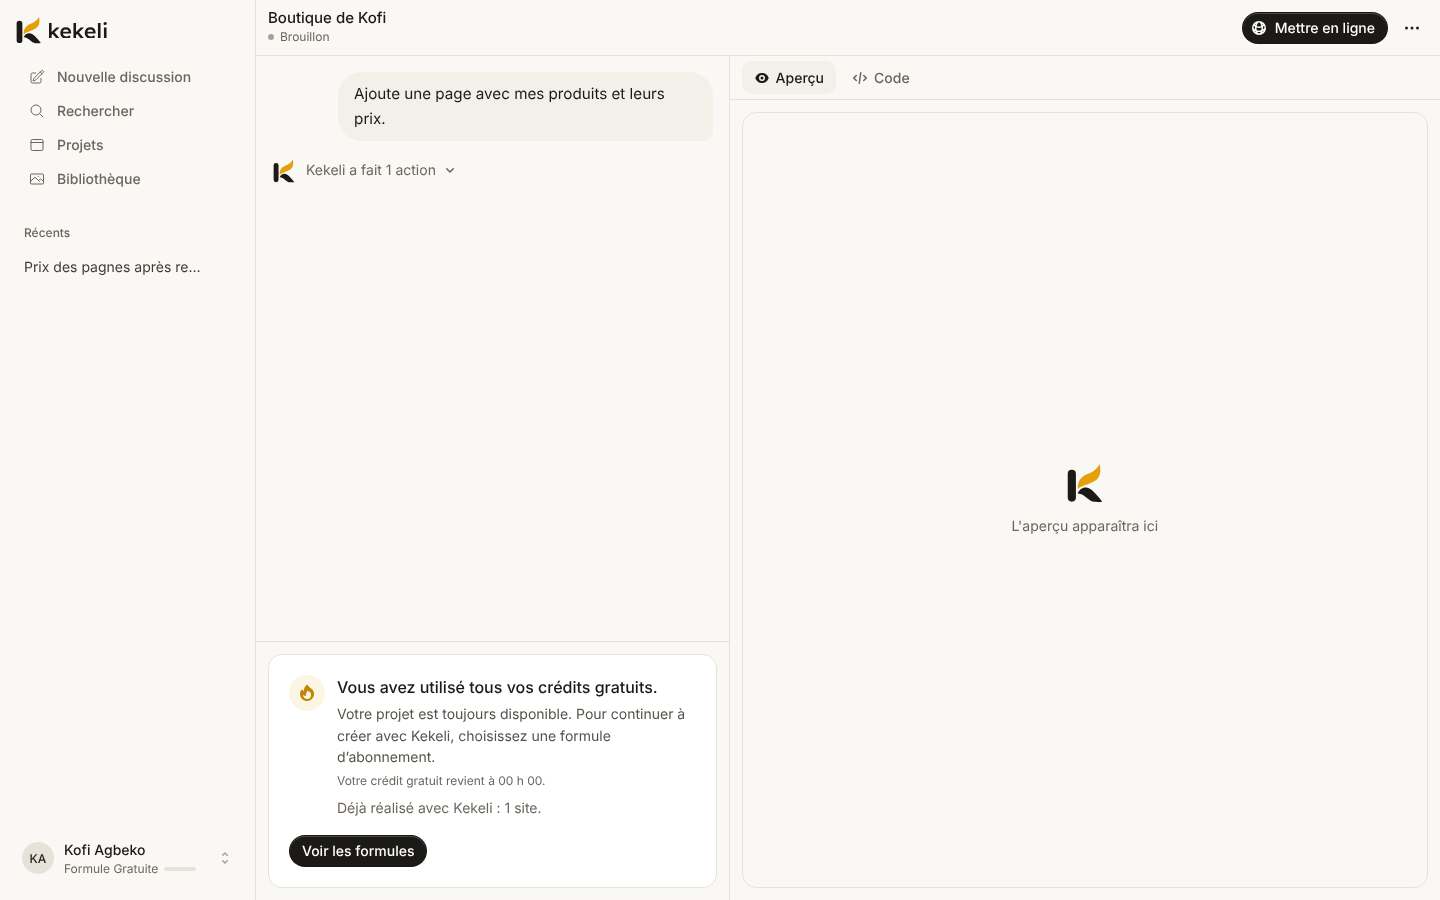 kekeli
Nouvelle discussion
Rechercher
Projets
Bibliothèque
Récents
Prix des pagnes après re...
KA
Kofi Agbeko
Formule Gratuite
Boutique de Kofi
Brouillon
Mettre en ligne
Ajoute une page avec mes produits et leurs
prix.
Kekeli a fait 1 action
Vous avez utilisé tous vos crédits gratuits.
Votre projet est toujours disponible. Pour continuer à
créer avec Kekeli, choisissez une formule
d'abonnement.
Votre crédit gratuit revient à 00 h 00.
Déjà réalisé avec Kekeli : 1 site.
Voir les formules
Aperçu
Code
L'aperçu apparaîtra ici